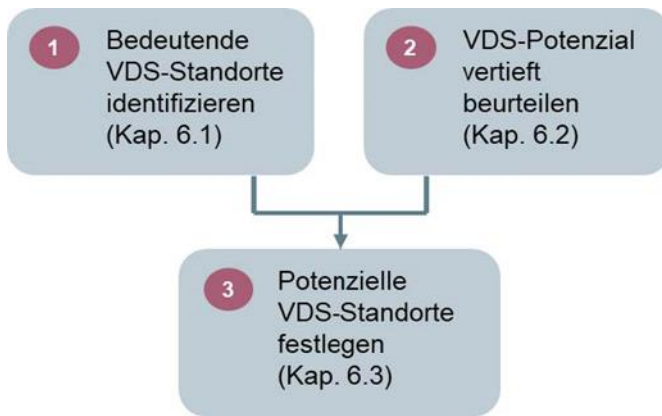 1
Bedeutende
VDS-Standorte
identifizieren
(Kap. 6.1)
2
VDS-Potenzial
vertieft
beurteilen
(Kap. 6.2)
3
Potenzielle
VDS-Standorte
festlegen
(Kap. 6.3)